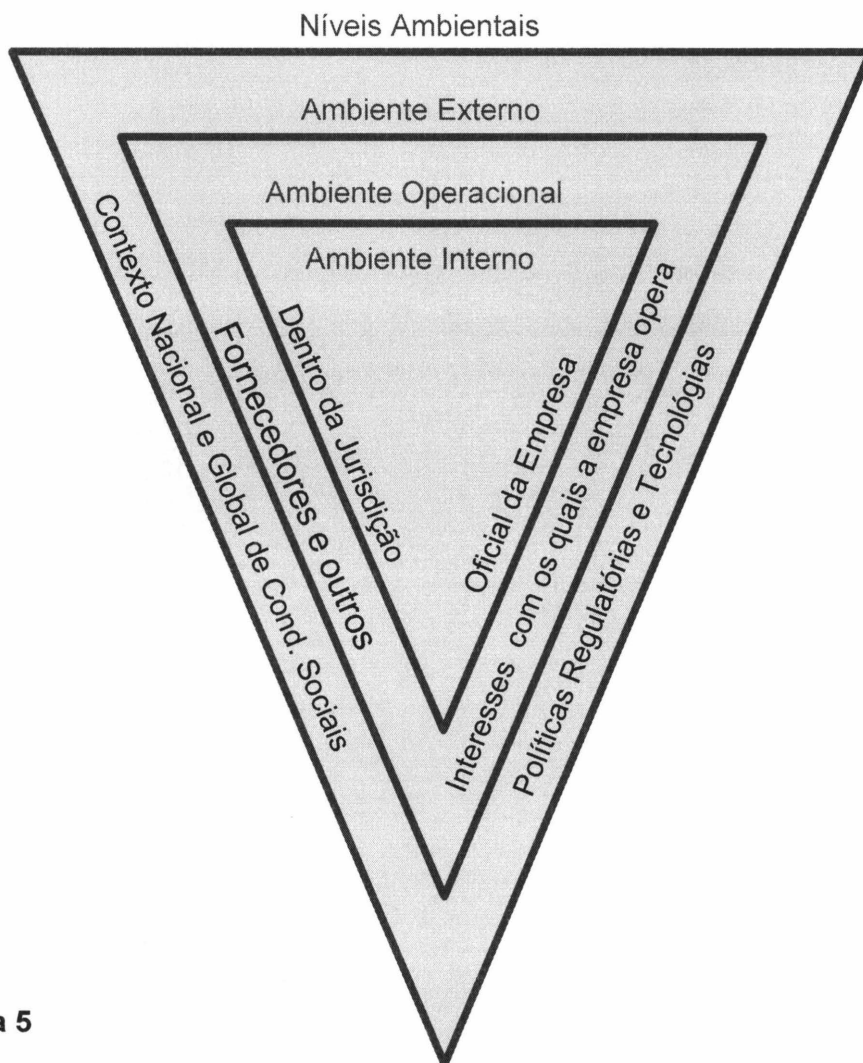 Níveis Ambientais
Ambiente Externo
Ambiente Operacional
Ambiente Interno
Contexto Nacional e Global de Cond. Sociais
Fornecedores e outros
Dentro da Jurisdição
Oficial da Empresa
Interesses com os quais a empresa opera
Políticas Regulatórias e Tecnológias
a 5